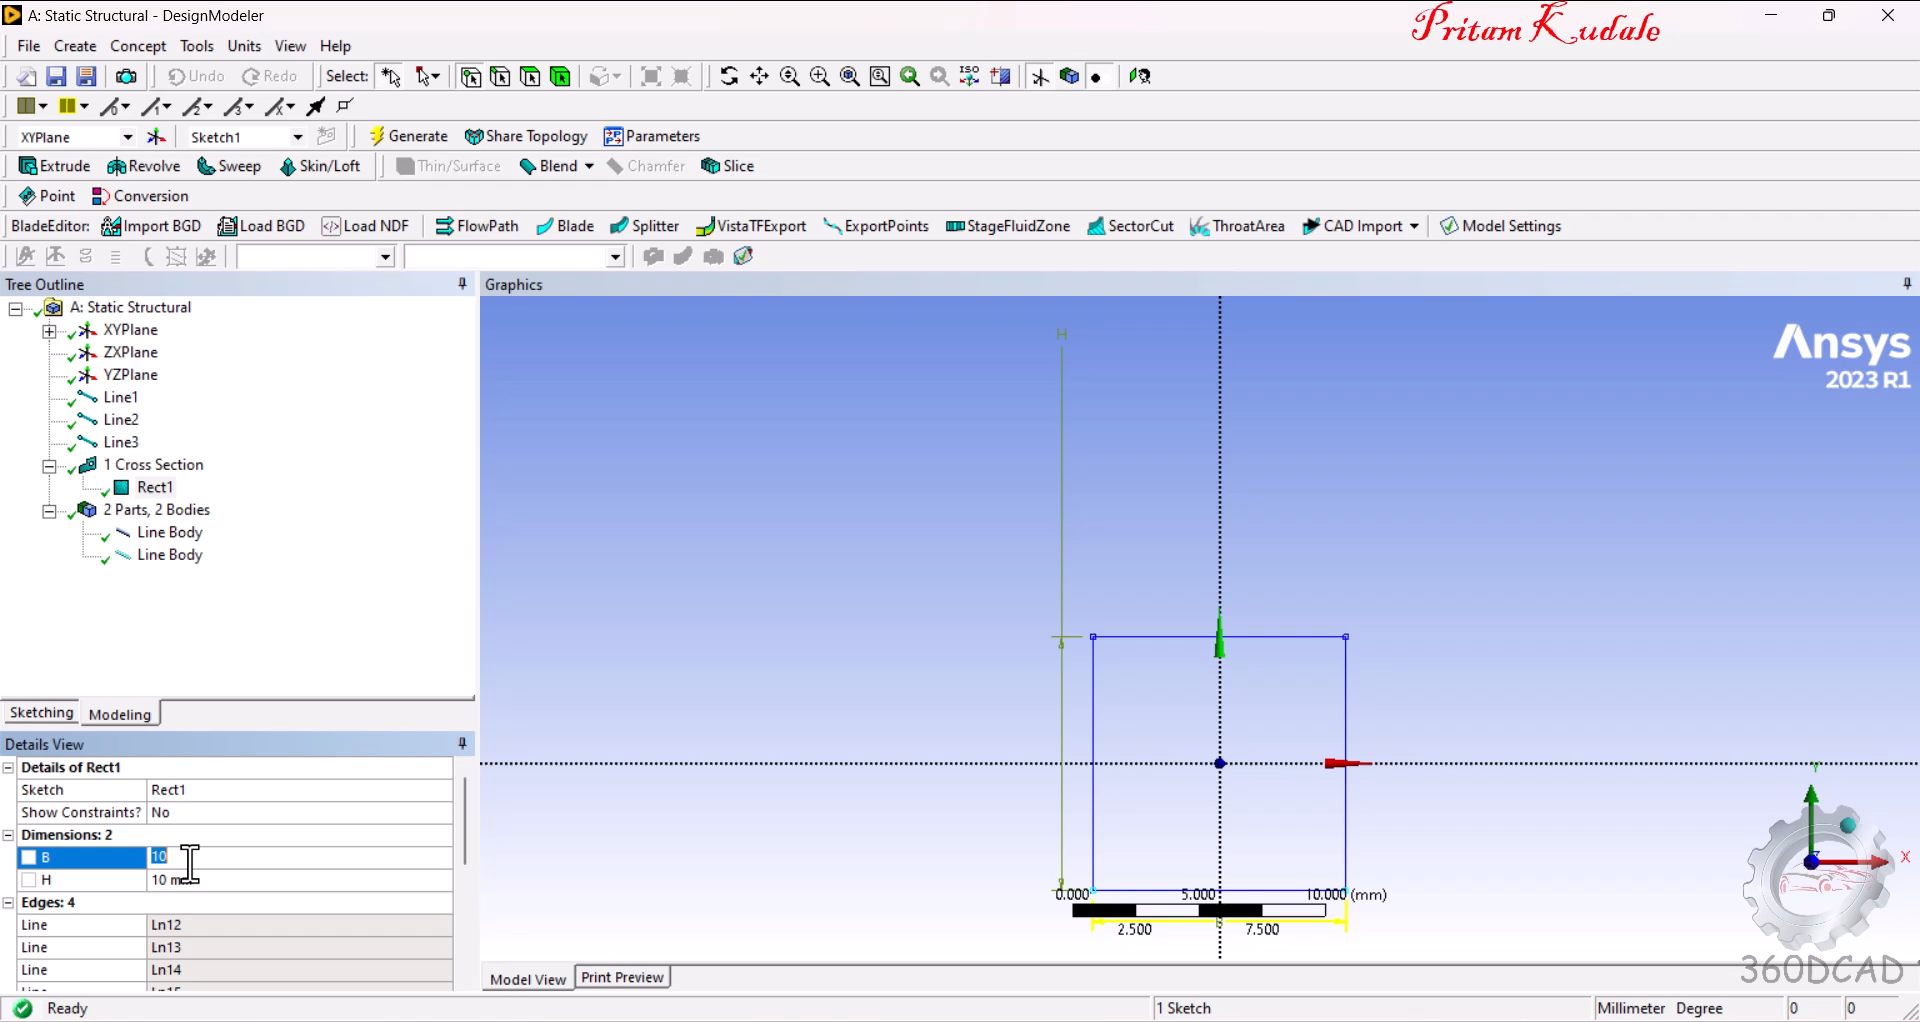 A: Static Structural - DesignModeler
Pritam Kudale
File Create Concept Tools Units View Help
Undo Redo Select: ISO
XYPlane Sketch1 Generate Share Topology Parameters
Extrude Revolve Sweep Skin/Loft Thin/Surface Blend Chamfer Slice
Point Conversion
BladeEditor: Import BGD Load BGD Load NDF FlowPath Blade Splitter VistaTFExport ExportPoints StageFluidZone SectorCut ThroatArea CAD Import Model Settings
Tree Outline
Graphics
A: Static Structural
XYPlane
ZXPlane
YZPlane
Line1
Line2
Line3
1 Cross Section
Rect1
2 Parts, 2 Bodies
Line Body
Line Body
Sketching Modeling
Details View
Details of Rect1
Sketch Rect1
Show Constraints? No
Dimensions: 2
B 10
H 10 m
Edges: 4
Line Ln12
Line Ln13
Line Ln14
Line Ln15
H
Ansys
2023 R1
Y
X
0.000 5.000 10.000 (mm)
2.500 7.500
B
360DCAD
Model View Print Preview
Ready
1 Sketch
Millimeter Degree 0 0